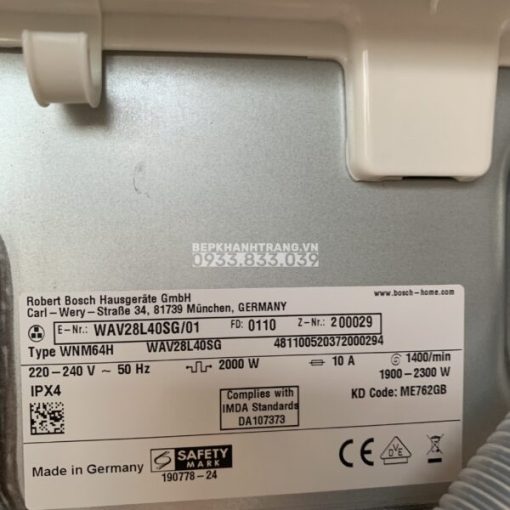 BEPKHANHTRANG.VN
0933.833.039
Robert Bosch Hausgeräte GmbH
Carl-Wery-Straße 34, 81739 München, GERMANY
www.bosch-home.com
E-Nr. WAV28L40SG/01 FD: 0110 Z-Nr: 200029
Type WNM64H WAV28L40SG 481100520372000294
220-240 V ~ 50 Hz 2000 W 10 A 1400/min
1900-2300 W
IPX4 KD Code: ME762GB
Complies with
IMDA Standards
DA107373
Made in Germany
SAFETY
MARK
190778-24
CE
DVE